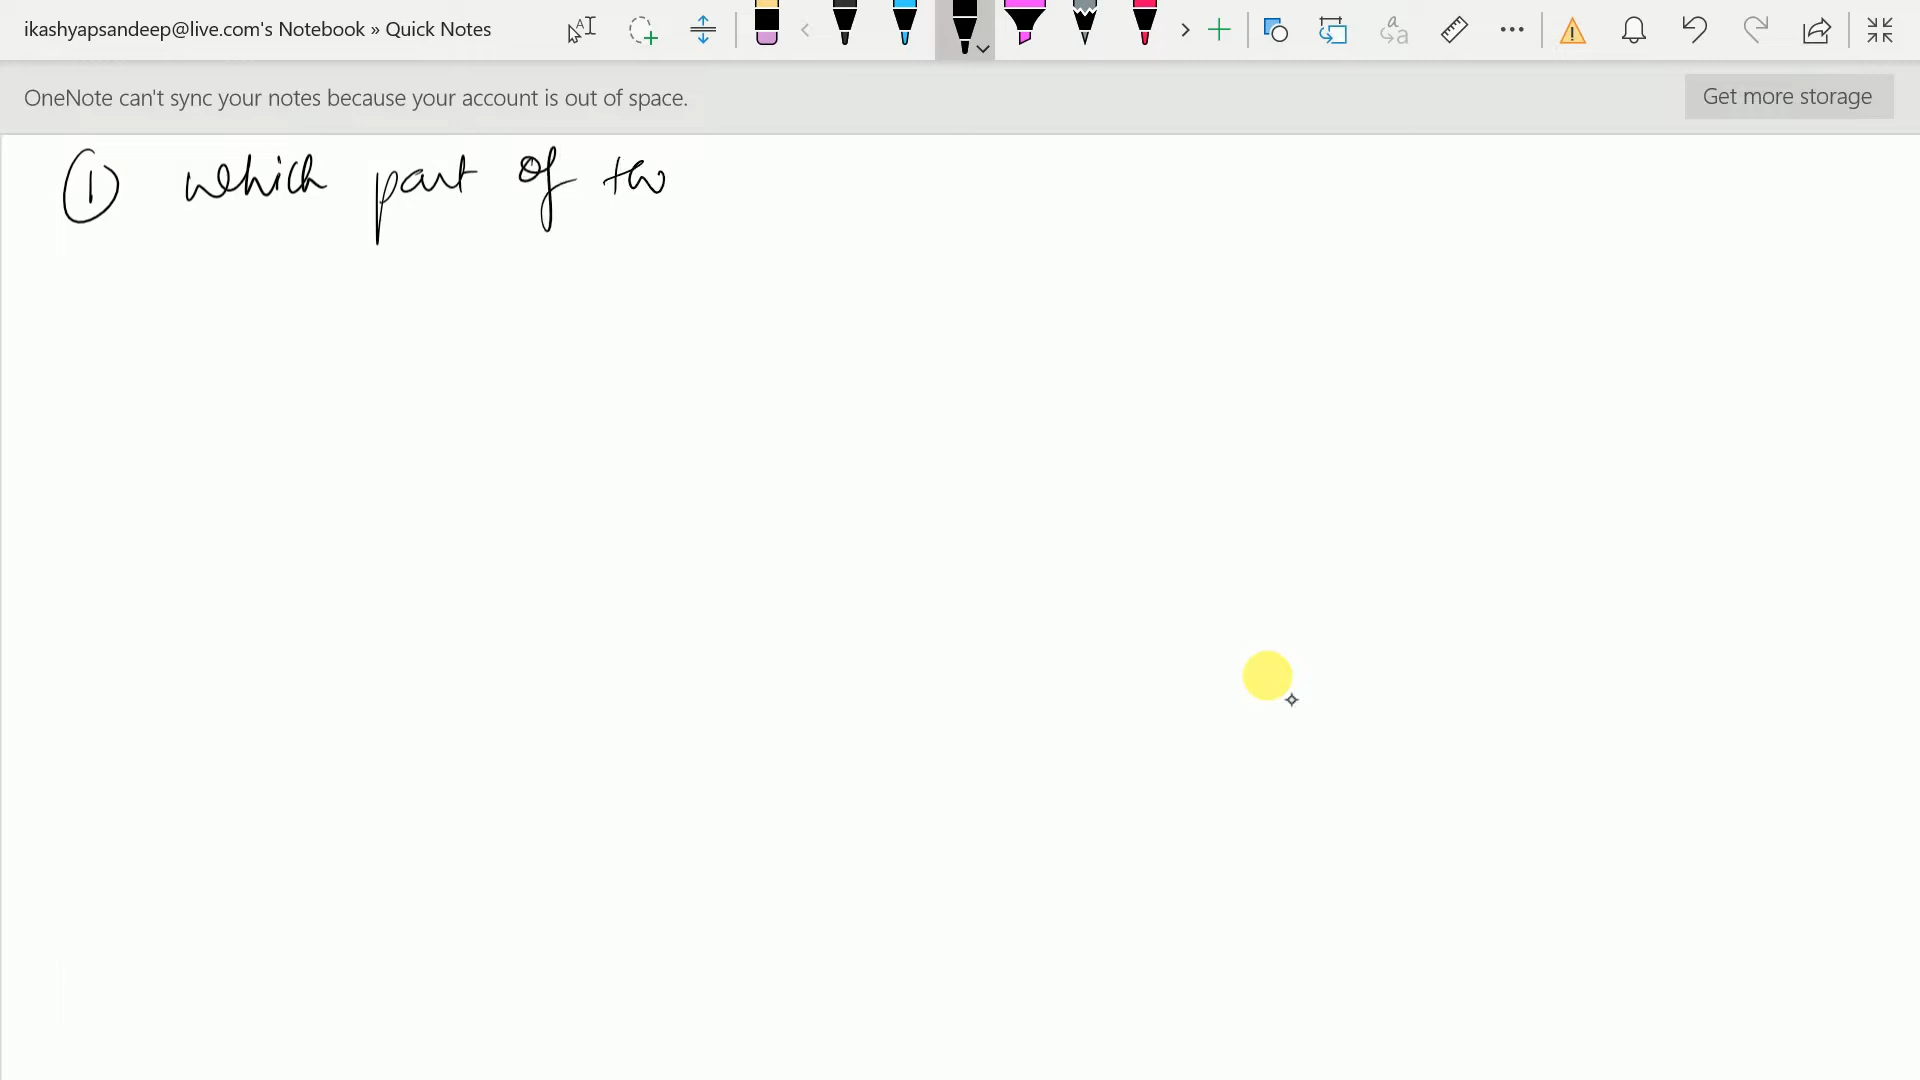 ikashyapsandeep@live.com's Notebook » Quick Notes
OneNote can't sync your notes because your account is out of space.
Get more storage
① which part of